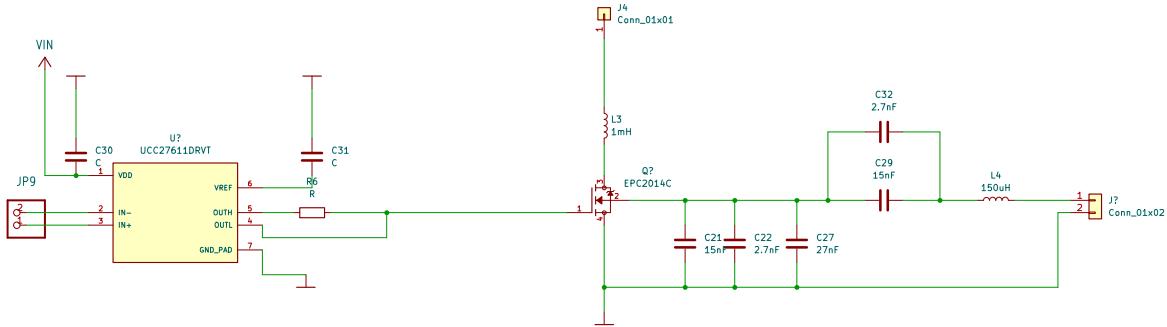 J4
Conn_01x01
1
VIN
C32
2.7nF
L3
1mH
U?
UCC27611DRVT
C30
C
C31
C
C29
15nF
Q?
EPC2014C
L4
150uH
JP9
2
1
1
VDD
2
IN-
3
IN+
VREF
6
OUTH
5
OUTL
4
GND_PAD
7
R6
R
1
3
2
4
1
2
J?
Conn_01x02
C21
15nF
C22
2.7nF
C27
27nF